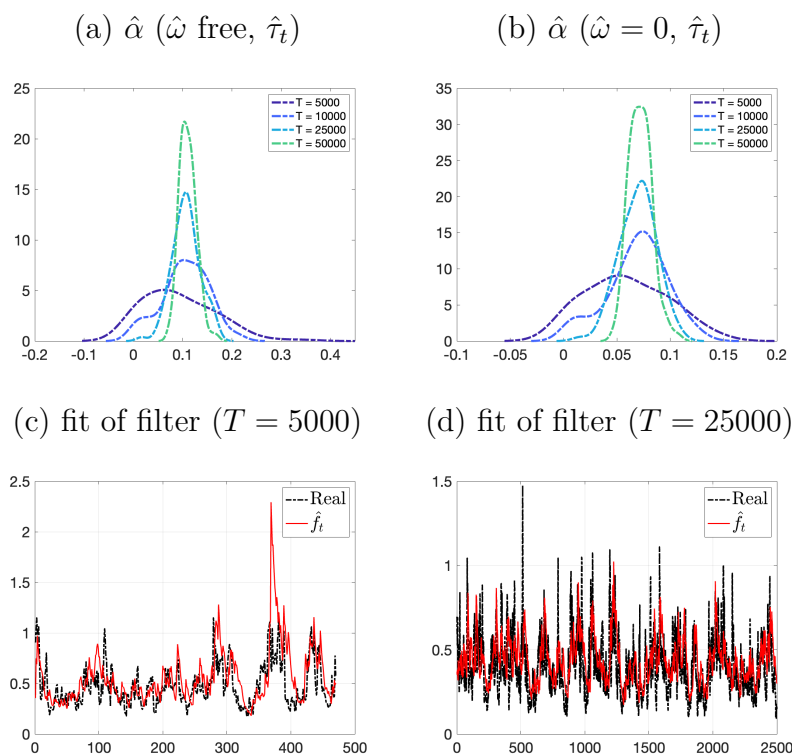 (a) α̂ (ω̂ free, τ̂ₜ)
(b) α̂ (ω̂ = 0, τ̂ₜ)
25
20
15
10
5
0
-0.2 -0.1 0 0.1 0.2 0.3 0.4
T = 5000
T = 10000
T = 25000
T = 50000
35
30
25
20
15
10
5
0
-0.1 -0.05 0 0.05 0.1 0.15 0.2
T = 5000
T = 10000
T = 25000
T = 50000
(c) fit of filter (T = 5000)
(d) fit of filter (T = 25000)
2.5
2
1.5
1
0.5
0
0 100 200 300 400 500
Real
f̂ₜ
1.5
1
0.5
0
0 500 1000 1500 2000 2500
Real
f̂ₜ